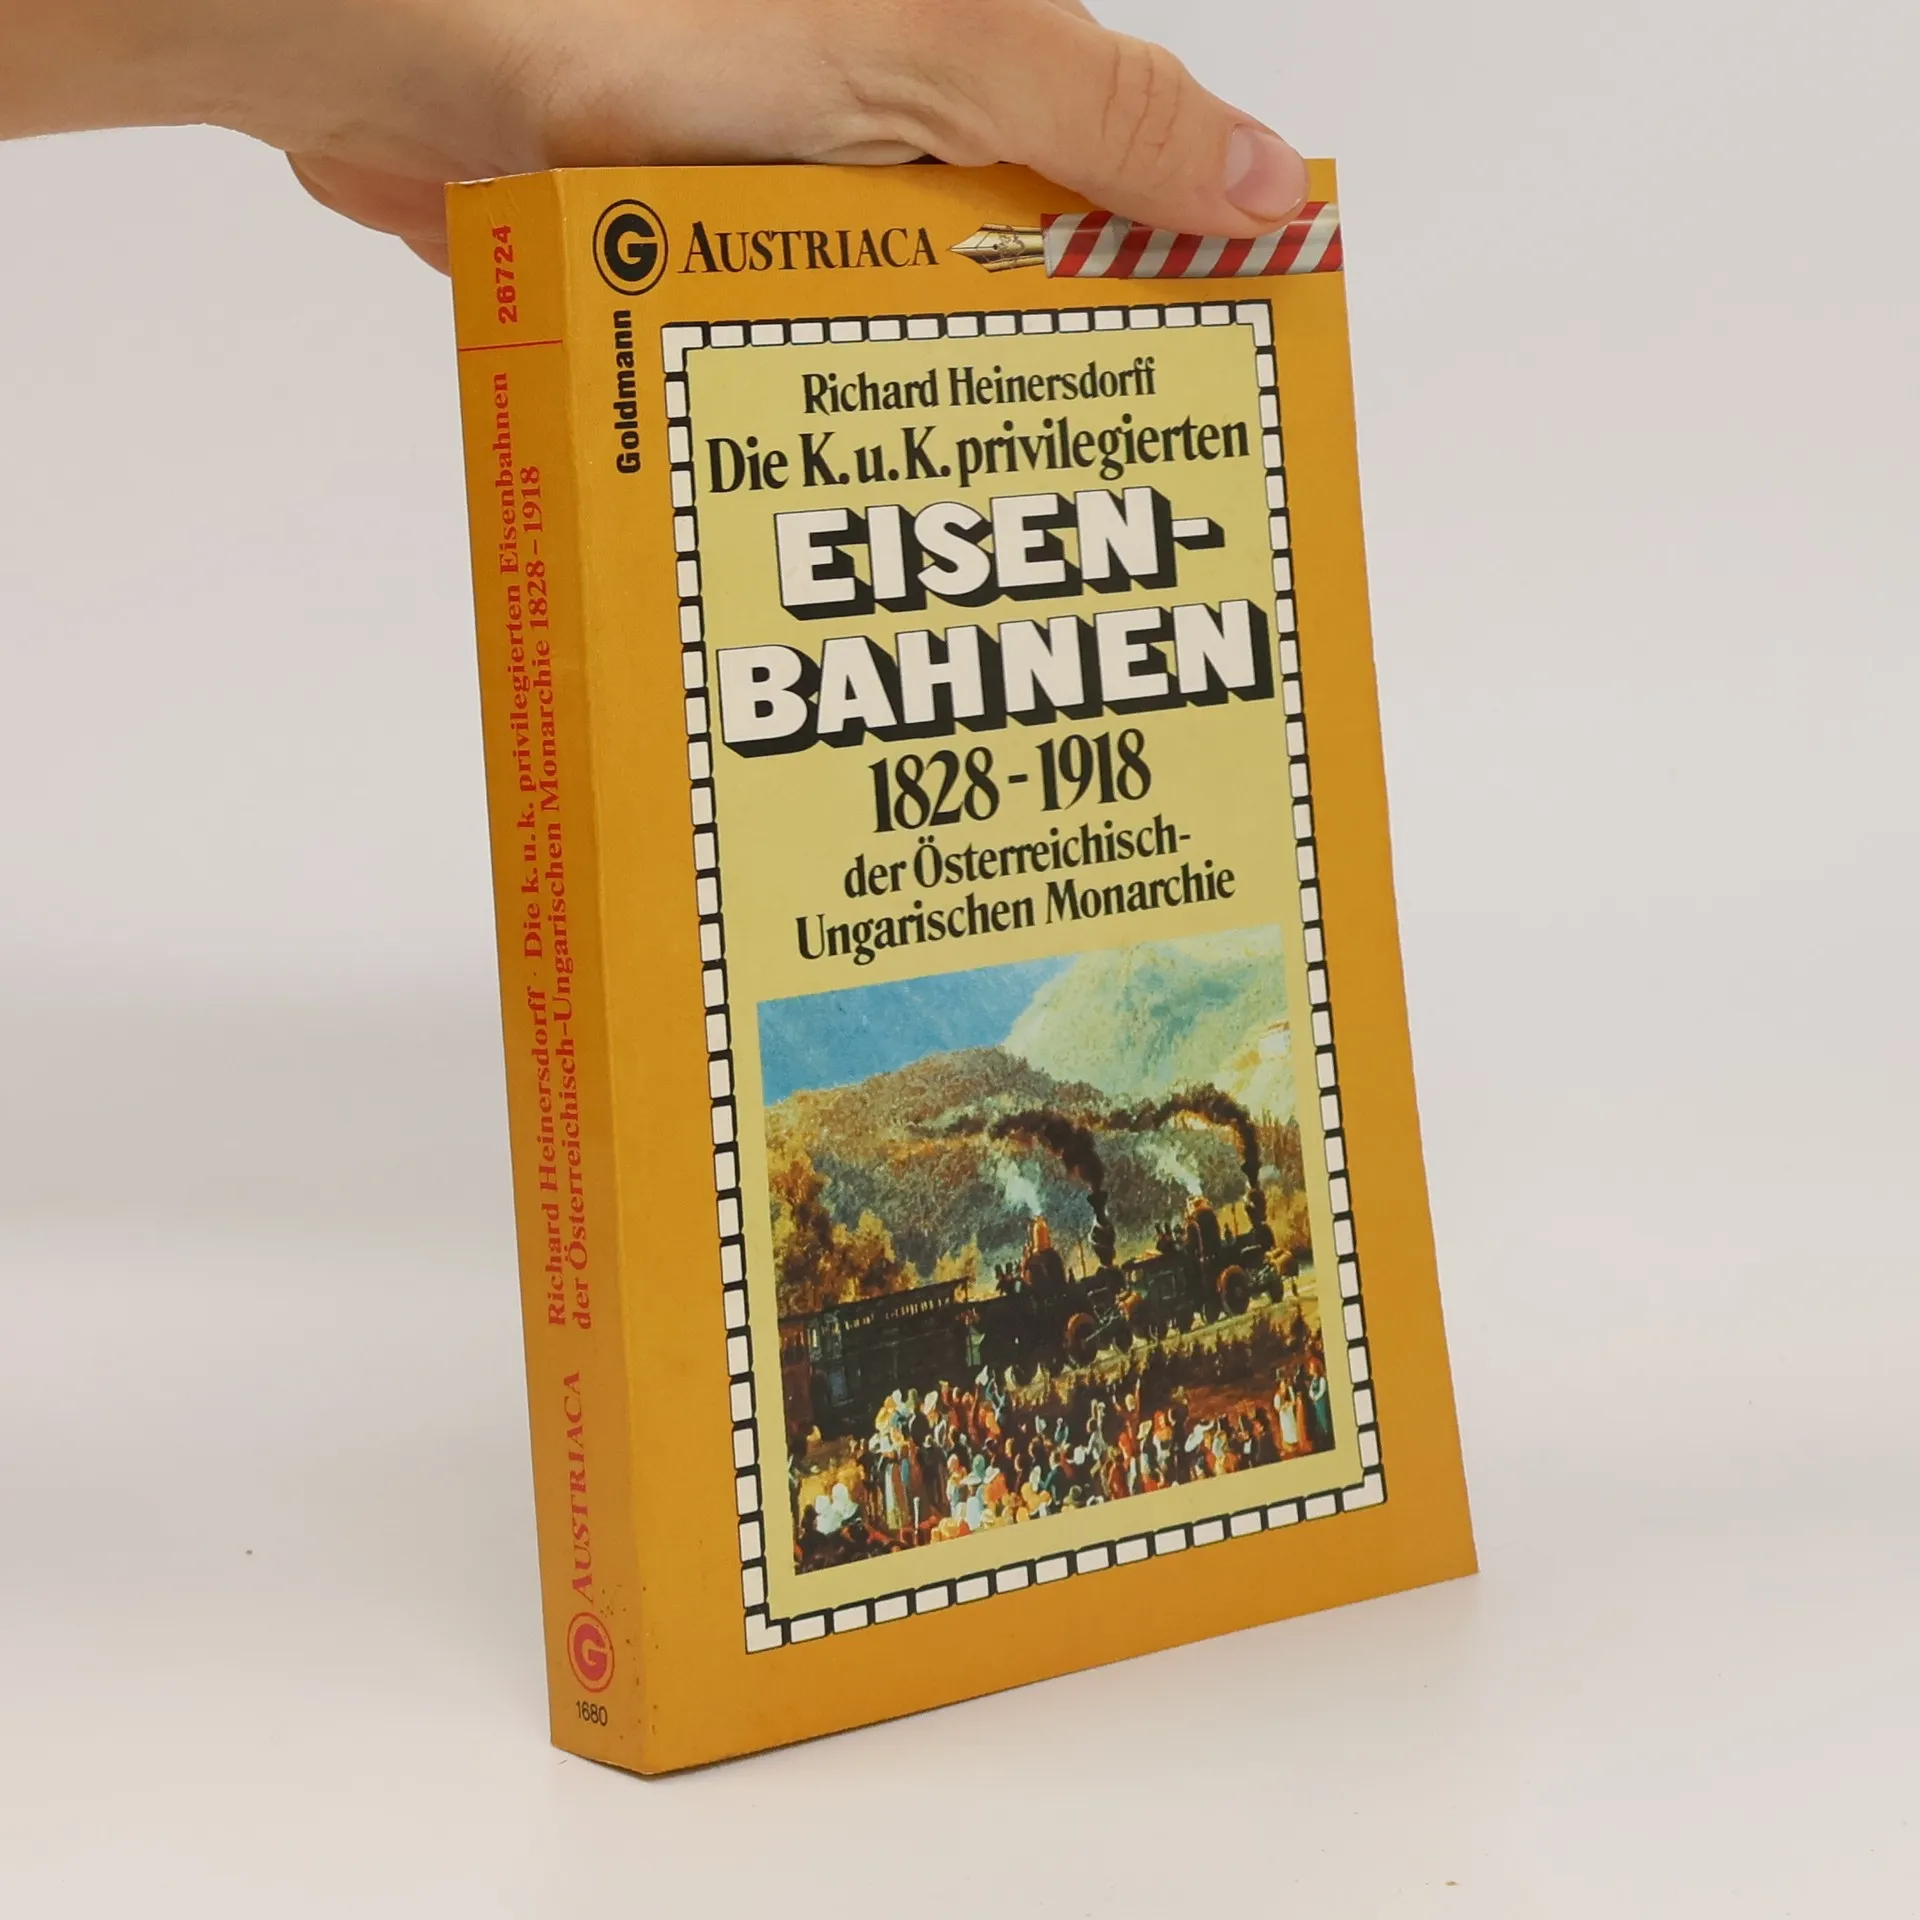 G AUSTRIACA
Goldmann
Richard Heinersdorff
Die K.u.K. privilegierten
EISEN-
BAHNEN
1828-1918
der Österreichisch-
Ungarischen Monarchie
26724
Richard Heinersdorff · Die k.u.k. privilegierten Eisenbahnen
der Österreichisch-Ungarischen Monarchie 1828–1918
G AUSTRIACA
1680